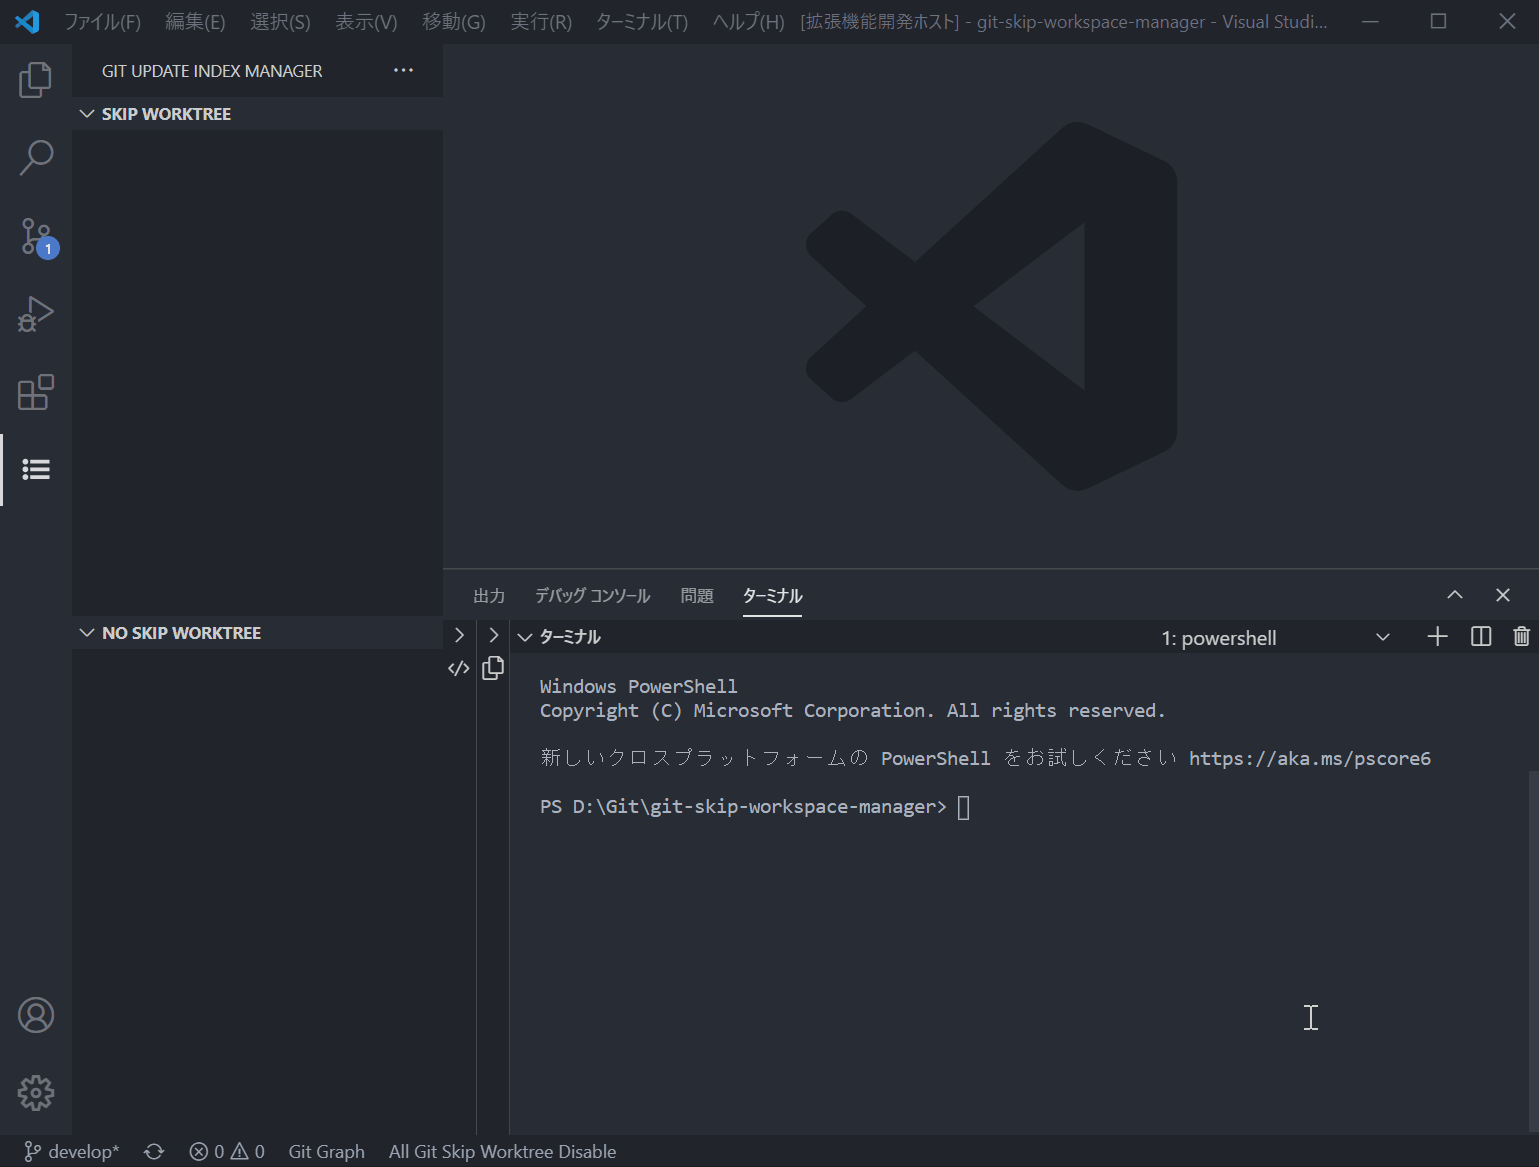 ファイル(F) 編集(E) 選択(S) 表示(V) 移動(G) 実行(R) ターミナル(T) ヘルプ(H) [拡張機能開発ホスト] - git-skip-workspace-manager - Visual Studi...
GIT UPDATE INDEX MANAGER
SKIP WORKTREE
1
NO SKIP WORKTREE
出力 デバッグ コンソール 問題 ターミナル
ターミナル 1: powershell
Windows PowerShell
Copyright (C) Microsoft Corporation. All rights reserved.
新しいクロスプラットフォームの PowerShell をお試しください https://aka.ms/pscore6
PS D:\Git\git-skip-workspace-manager>
develop* 0 0 Git Graph All Git Skip Worktree Disable